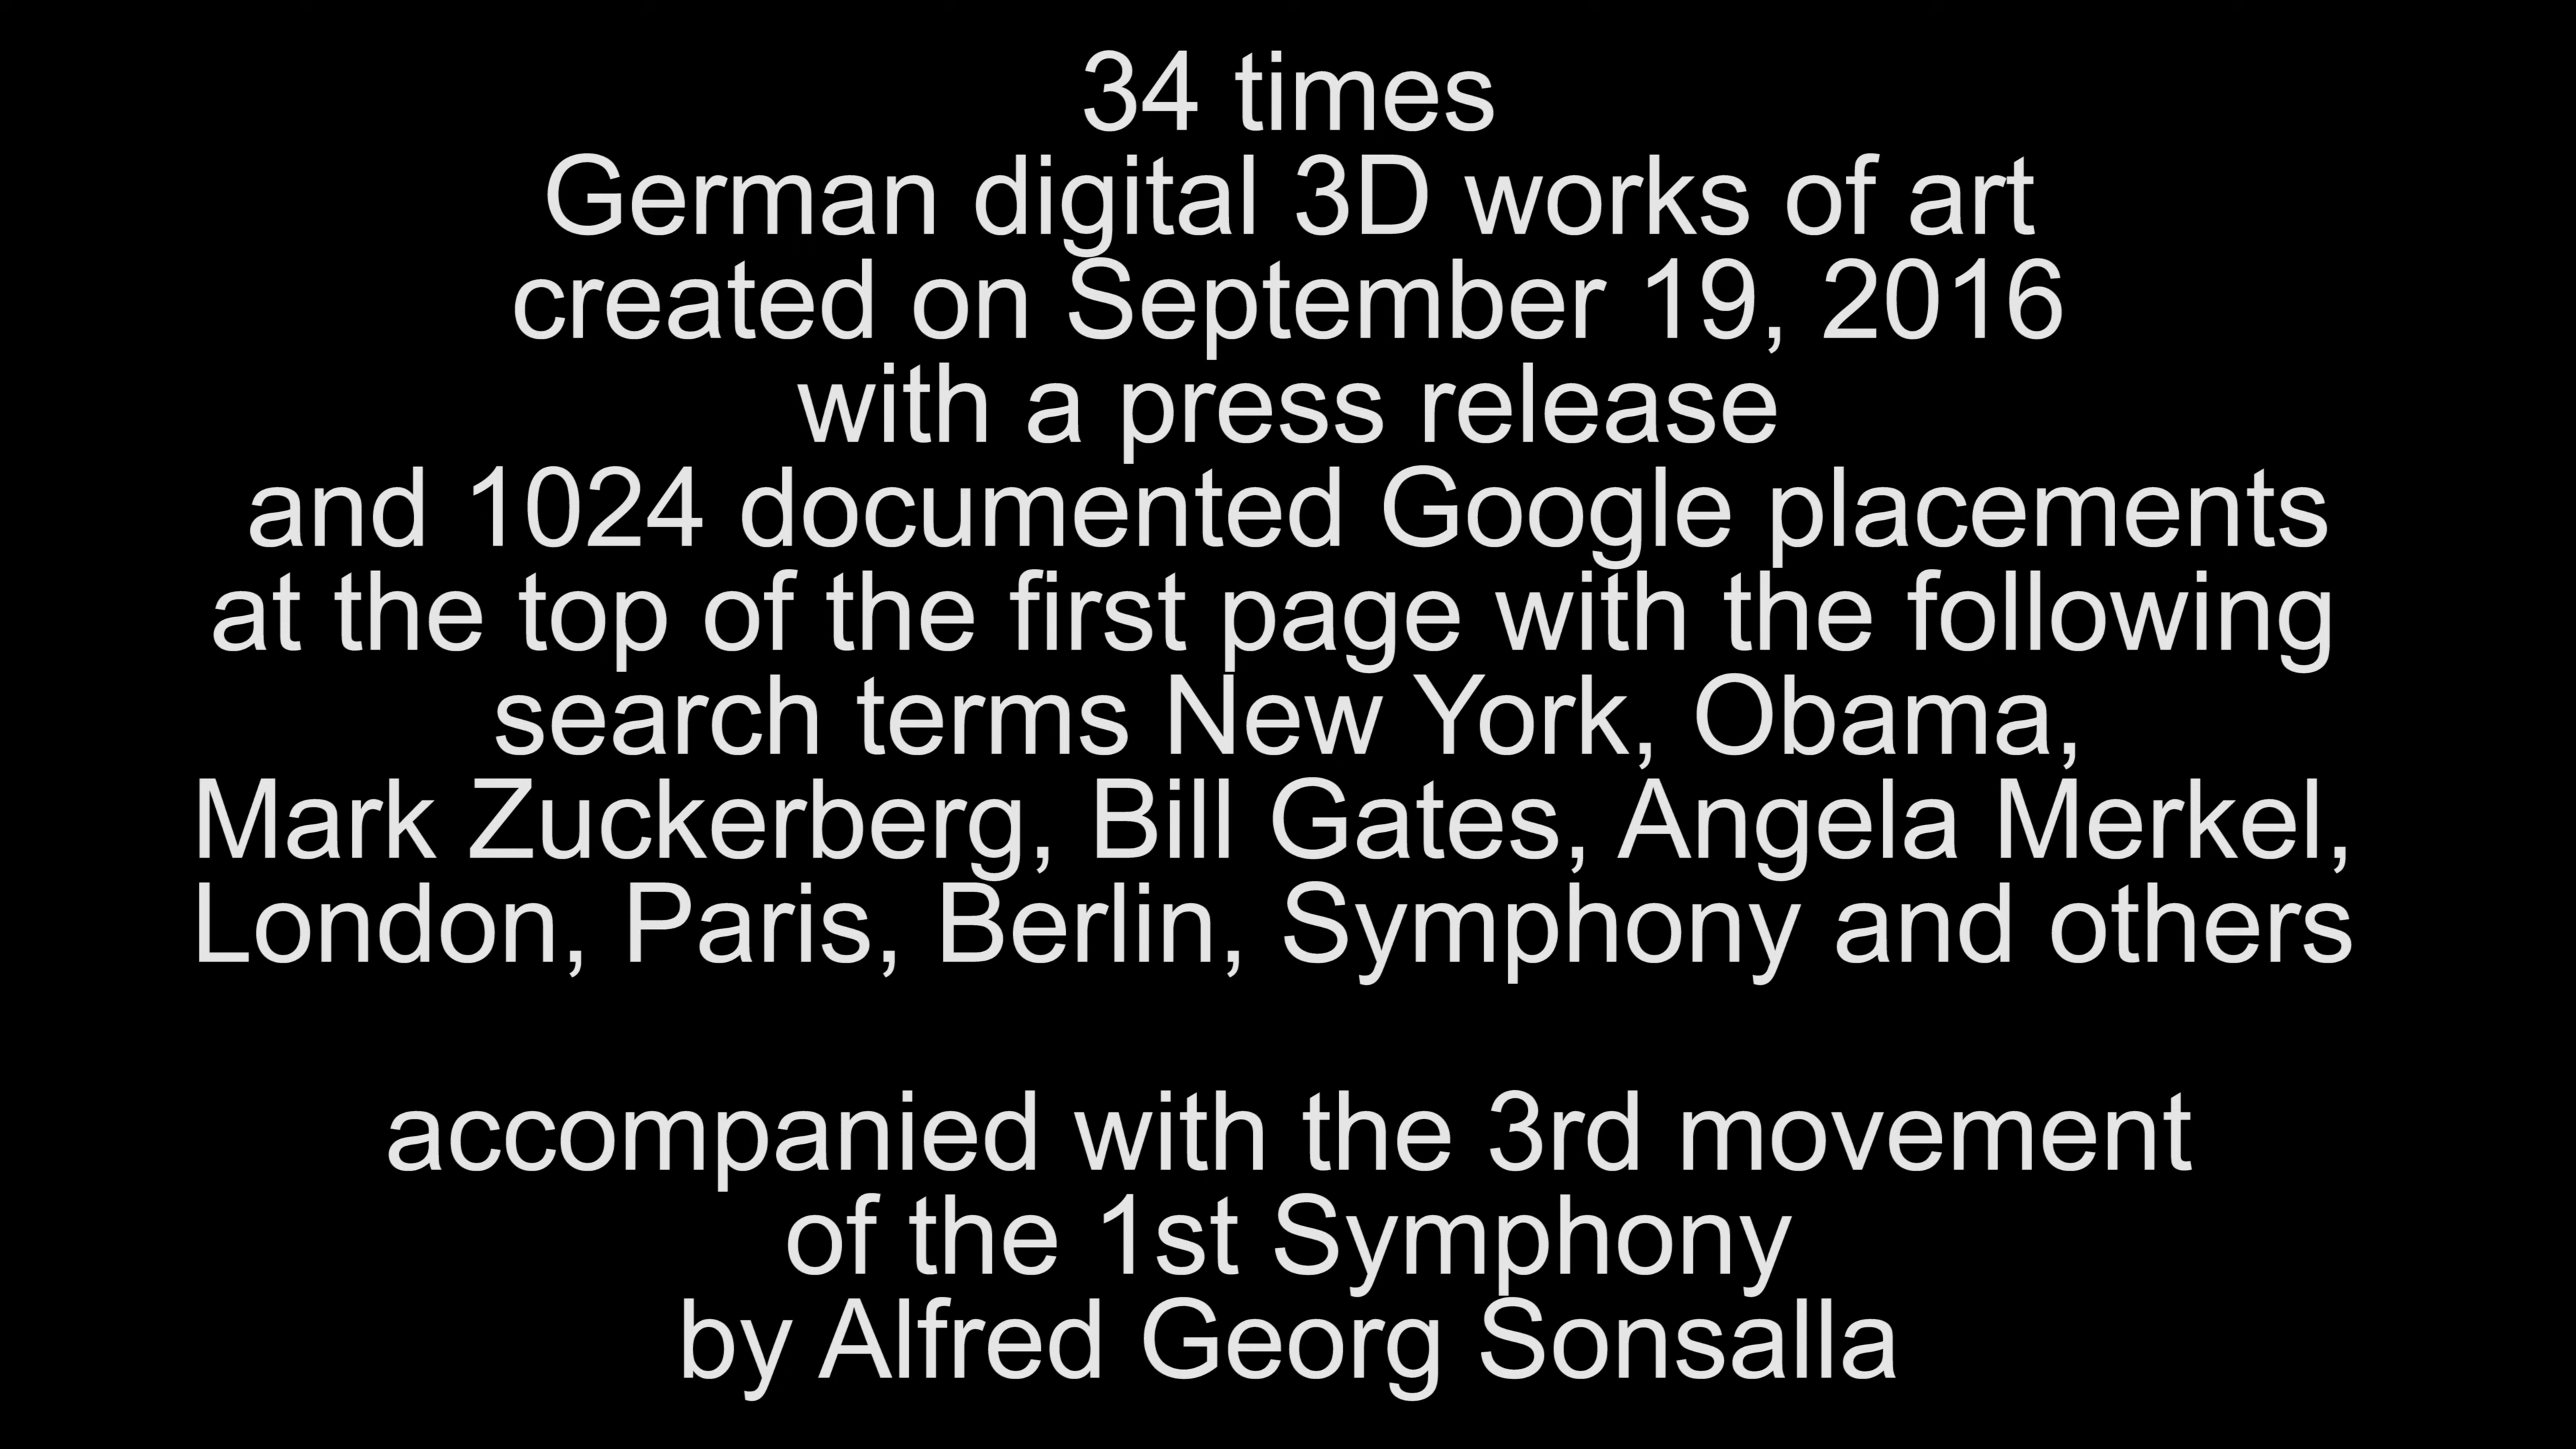 34 times
German digital 3D works of art
created on September 19, 2016
with a press release
and 1024 documented Google placements
at the top of the first page with the following
search terms New York, Obama,
Mark Zuckerberg, Bill Gates, Angela Merkel,
London, Paris, Berlin, Symphony and others
accompanied with the 3rd movement
of the 1st Symphony
by Alfred Georg Sonsalla